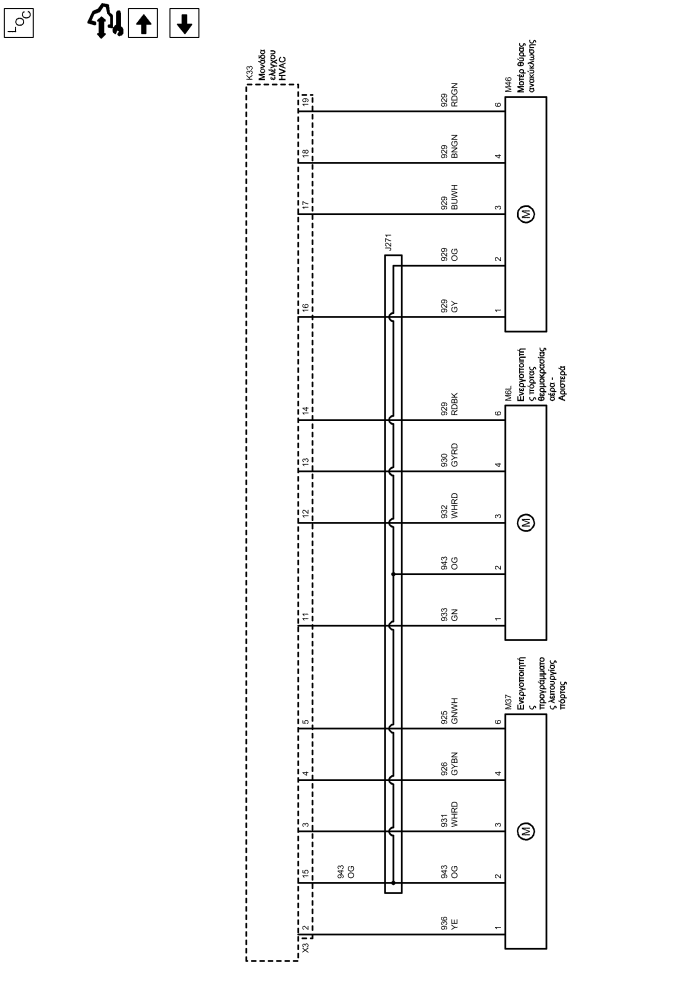 LOC
K33
Μονάδα
ελέγχου
HVAC
X3
2
15
3
4
5
11
12
13
14
16
17
18
19
943
OG
J271
936
YE
1
943
OG
2
931
WHRD
3
926
GYBN
4
925
GNWH
6
M37
Ενεργοποιητή
ς
προγράμματο
ς λειτουργίας
πόρτας
M
933
GN
1
943
OG
2
932
WHRD
3
930
GYRD
4
929
RDBK
6
M6L
Ενεργοποιητή
ς πόρτας
θερμοκρασίας
αέρα -
Αριστερά
M
929
GY
1
929
OG
2
929
BUWH
3
929
BNGN
4
929
RDGN
6
M46
Μοτέρ θύρας
ανακύκλωσης
M